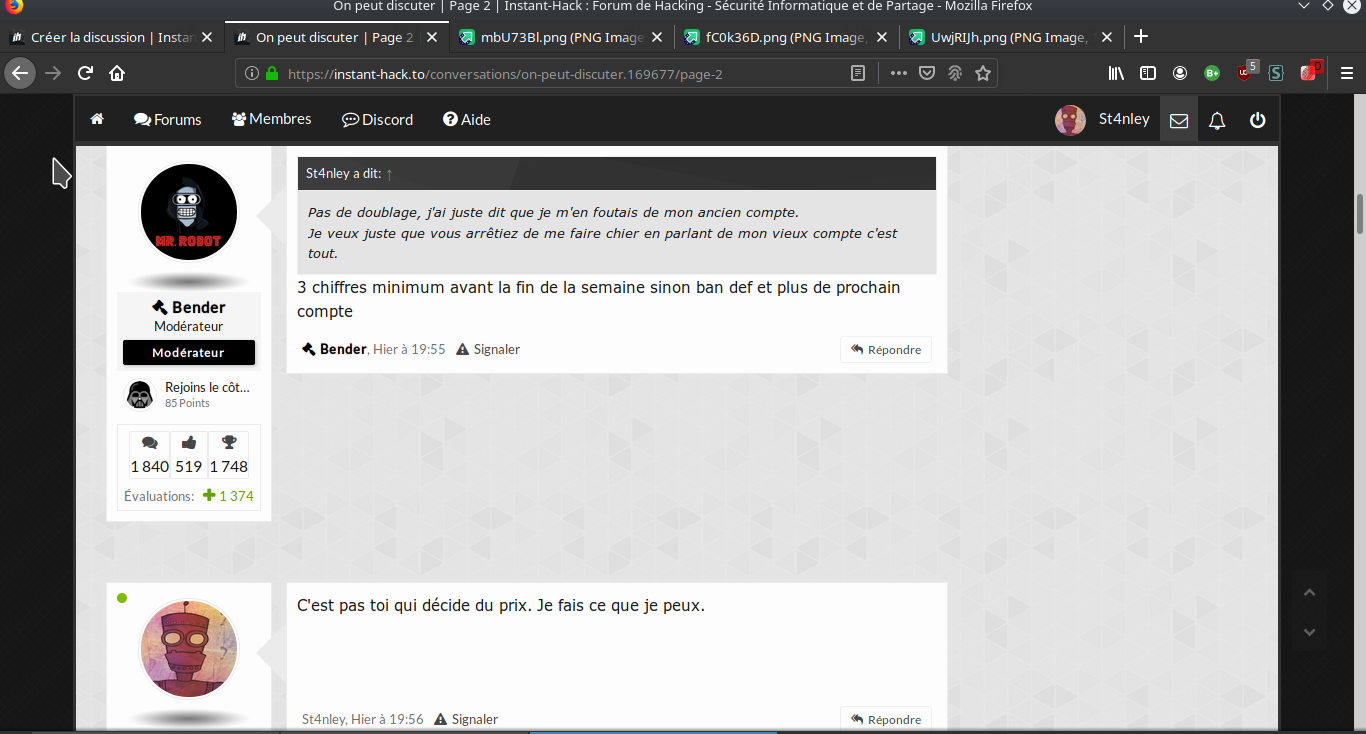 On peut discuter | Page 2 | Instant-Hack : Forum de Hacking - Sécurité Informatique et de Partage - Mozilla Firefox
Créer la discussion | Instan
On peut discuter | Page 2
mbU73Bl.png (PNG Image
fC0k36D.png (PNG Image,
UwjRIJh.png (PNG Image,
https://instant-hack.to/conversations/on-peut-discuter.169677/page-2
B+
5
S
0
Forums
Membres
Discord
Aide
St4nley
MR. ROBOT
St4nley a dit: ↑
Pas de doublage, j'ai juste dit que je m'en foutais de mon ancien compte.
Je veux juste que vous arrêtiez de me faire chier en parlant de mon vieux compte c'est
tout.
3 chiffres minimum avant la fin de la semaine sinon ban def et plus de prochain
compte
Bender, Hier à 19:55 Signaler
Répondre
Bender
Modérateur
Modérateur
Rejoins le côt...
85 Points
1 840 519 1 748
Évaluations: 1 374
C'est pas toi qui décide du prix. Je fais ce que je peux.
St4nley, Hier à 19:56 Signaler
Répondre